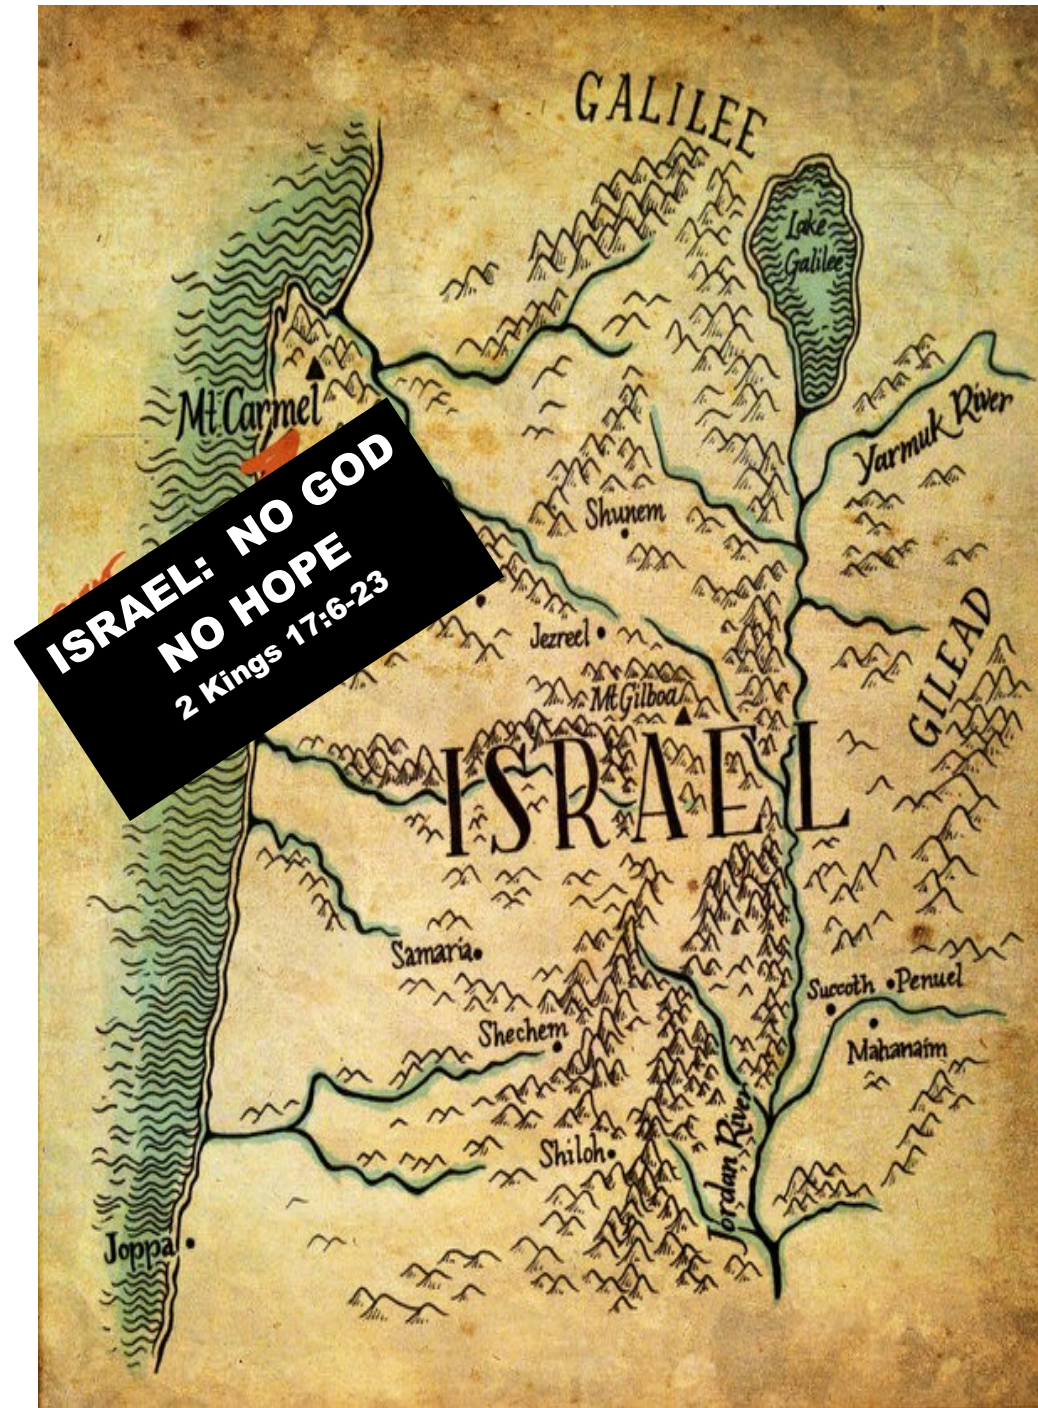 GALILEE
Lake
Galilee
Mt. Carmel
Yarmuk River
ISRAEL:  NO GOD
NO HOPE
2 Kings 17:6-23
Shunem
Jezreel
GILEAD
Mt Gilboa
ISRAEL
Samaria
Succoth
Penuel
Shechem
Mahanaim
Jordan River
Shiloh
Joppa